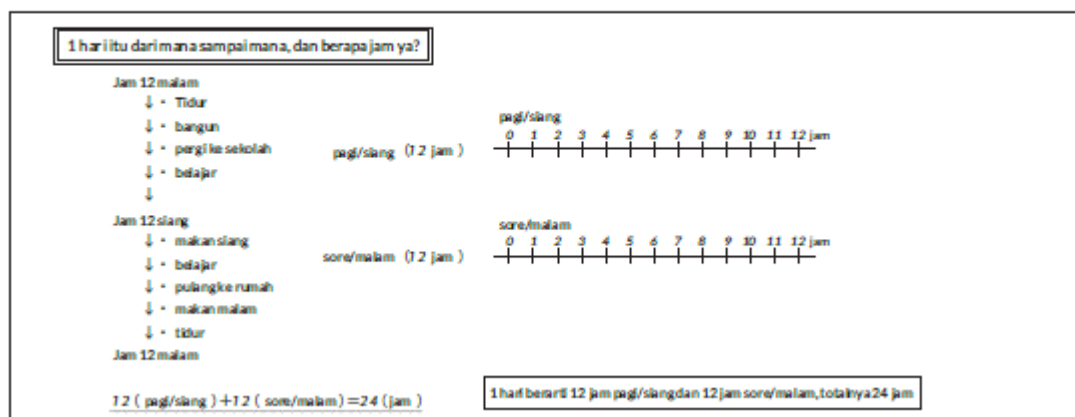 1 hari itu dari mana sampai mana, dan berapa jam ya?
Jam 12 malam
↓ • Tidur
↓ • bangun
↓ • pergi ke sekolah
↓ • belajar
↓
pagi/siang (12 jam)
pagi/siang
0 1 2 3 4 5 6 7 8 9 10 11 12 jam
Jam 12 siang
↓ • makan siang
↓ • belajar
↓ • pulang ke rumah
↓ • makan malam
↓ • tidur
Jam 12 malam
sore/malam (12 jam)
sore/malam
0 1 2 3 4 5 6 7 8 9 10 11 12 jam
12 ( pagi/siang ) + 12 ( sore/malam) = 24 (jam )
1 hari berarti 12 jam pagi/siang dan 12 jam sore/malam, totalnya 24 jam